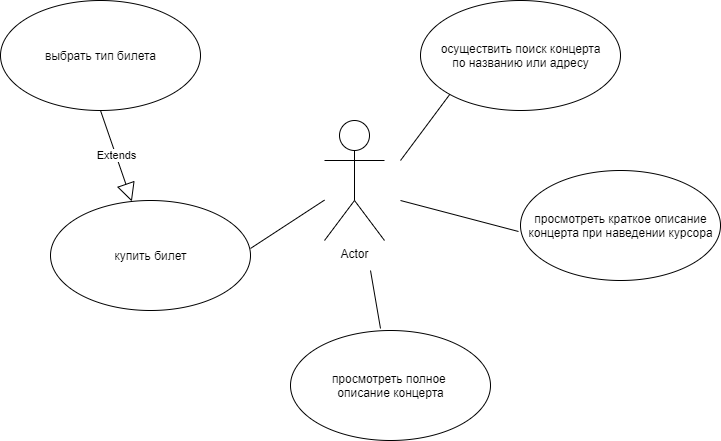 выбрать тип билета
осуществить поиск концерта
по названию или адресу
Extends
просмотреть краткое описание
концерта при наведении курсора
купить билет
Actor
просмотреть полное
описание концерта